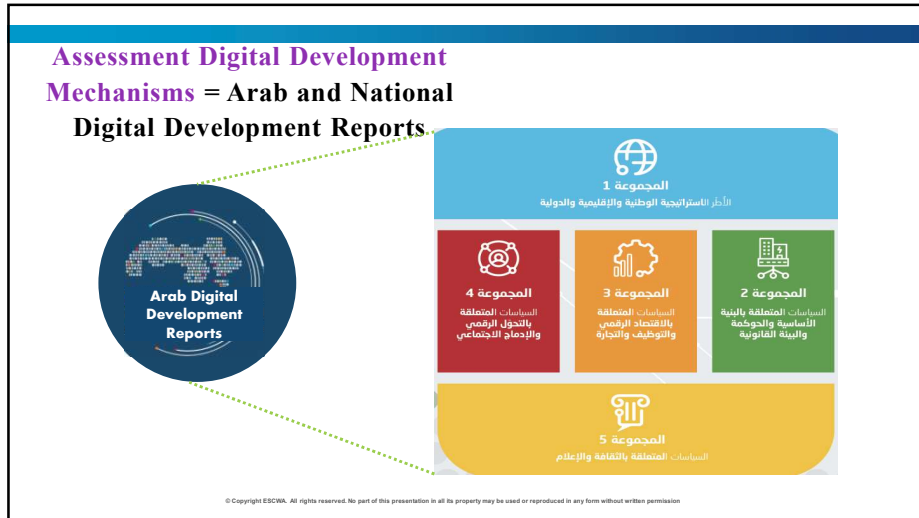 Assessment Digital Development
Mechanisms = Arab and National
Digital Development Reports
Arab Digital
Development
Reports
المجموعة 1
الأطر الاستراتيجية الوطنية والإقليمية والدولية
المجموعة 2
السياسات المتعلقة بالبنية
الأساسية والحوكمة
والبيئة القانونية
المجموعة 3
السياسات المتعلقة
بالاقتصاد الرقمي
والتوظيف والتجارة
المجموعة 4
السياسات المتعلقة
بالتحوّل الرقمي
والإدماج الاجتماعي
المجموعة 5
السياسات المتعلقة بالثقافة والإعلام
© Copyright ESCWA. All rights reserved. No part of this presentation in all its property may be used or reproduced in any form without written permission